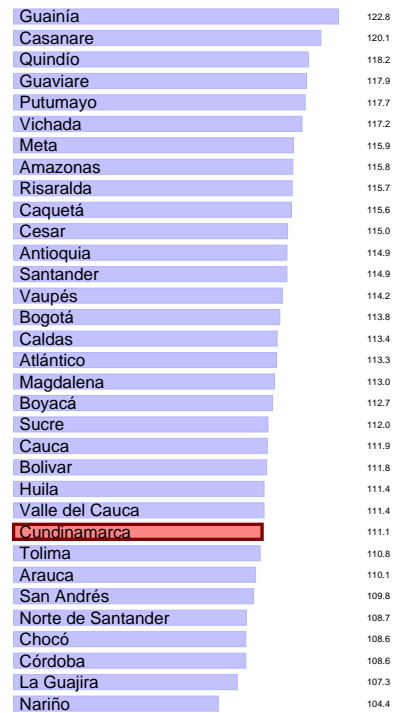 Guainía 122.8
Casanare 120.1
Quindío 118.2
Guaviare 117.9
Putumayo 117.7
Vichada 117.2
Meta 115.9
Amazonas 115.8
Risaralda 115.7
Caquetá 115.6
Cesar 115.0
Antioquia 114.9
Santander 114.9
Vaupés 114.2
Bogotá 113.8
Caldas 113.4
Atlántico 113.3
Magdalena 113.0
Boyacá 112.7
Sucre 112.0
Cauca 111.9
Bolivar 111.8
Huila 111.4
Valle del Cauca 111.4
Cundinamarca 111.1
Tolima 110.8
Arauca 110.1
San Andrés 109.8
Norte de Santander 108.7
Chocó 108.6
Córdoba 108.6
La Guajira 107.3
Nariño 104.4